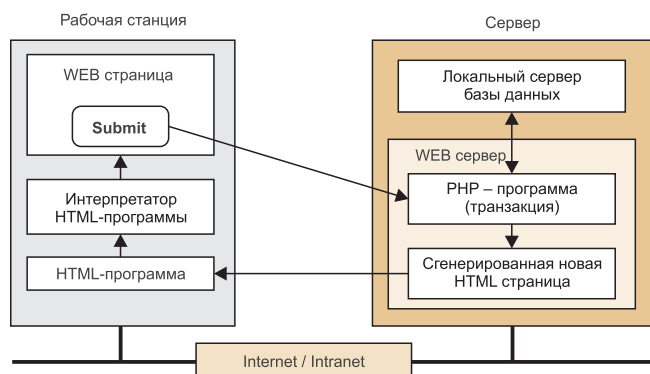 Рабочая станция
Сервер
WEB страница
Submit
Интерпретатор
HTML-программы
HTML-программа
Локальный сервер
базы данных
WEB сервер
PHP – программа
(транзакция)
Сгенерированная новая
HTML страница
Internet / Intranet